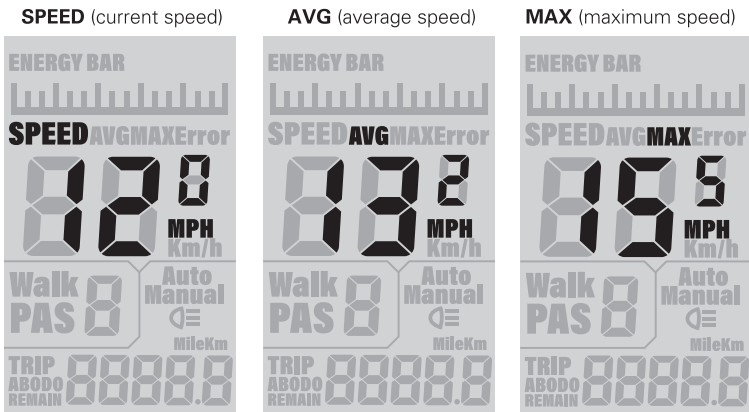 SPEED (current speed)
ENERGY BAR
SPEED AVG MAX Error
12 0
MPH
Km/h
Walk
PAS 8
Auto
Manual
MileKm
TRIP
ABODO
REMAIN
8888.8
AVG (average speed)
ENERGY BAR
SPEED AVG MAX Error
13 2
MPH
Km/h
Walk
PAS 8
Auto
Manual
MileKm
TRIP
ABODO
REMAIN
8888.8
MAX (maximum speed)
ENERGY BAR
SPEED AVG MAX Error
15 5
MPH
Km/h
Walk
PAS 8
Auto
Manual
MileKm
TRIP
ABODO
REMAIN
8888.8